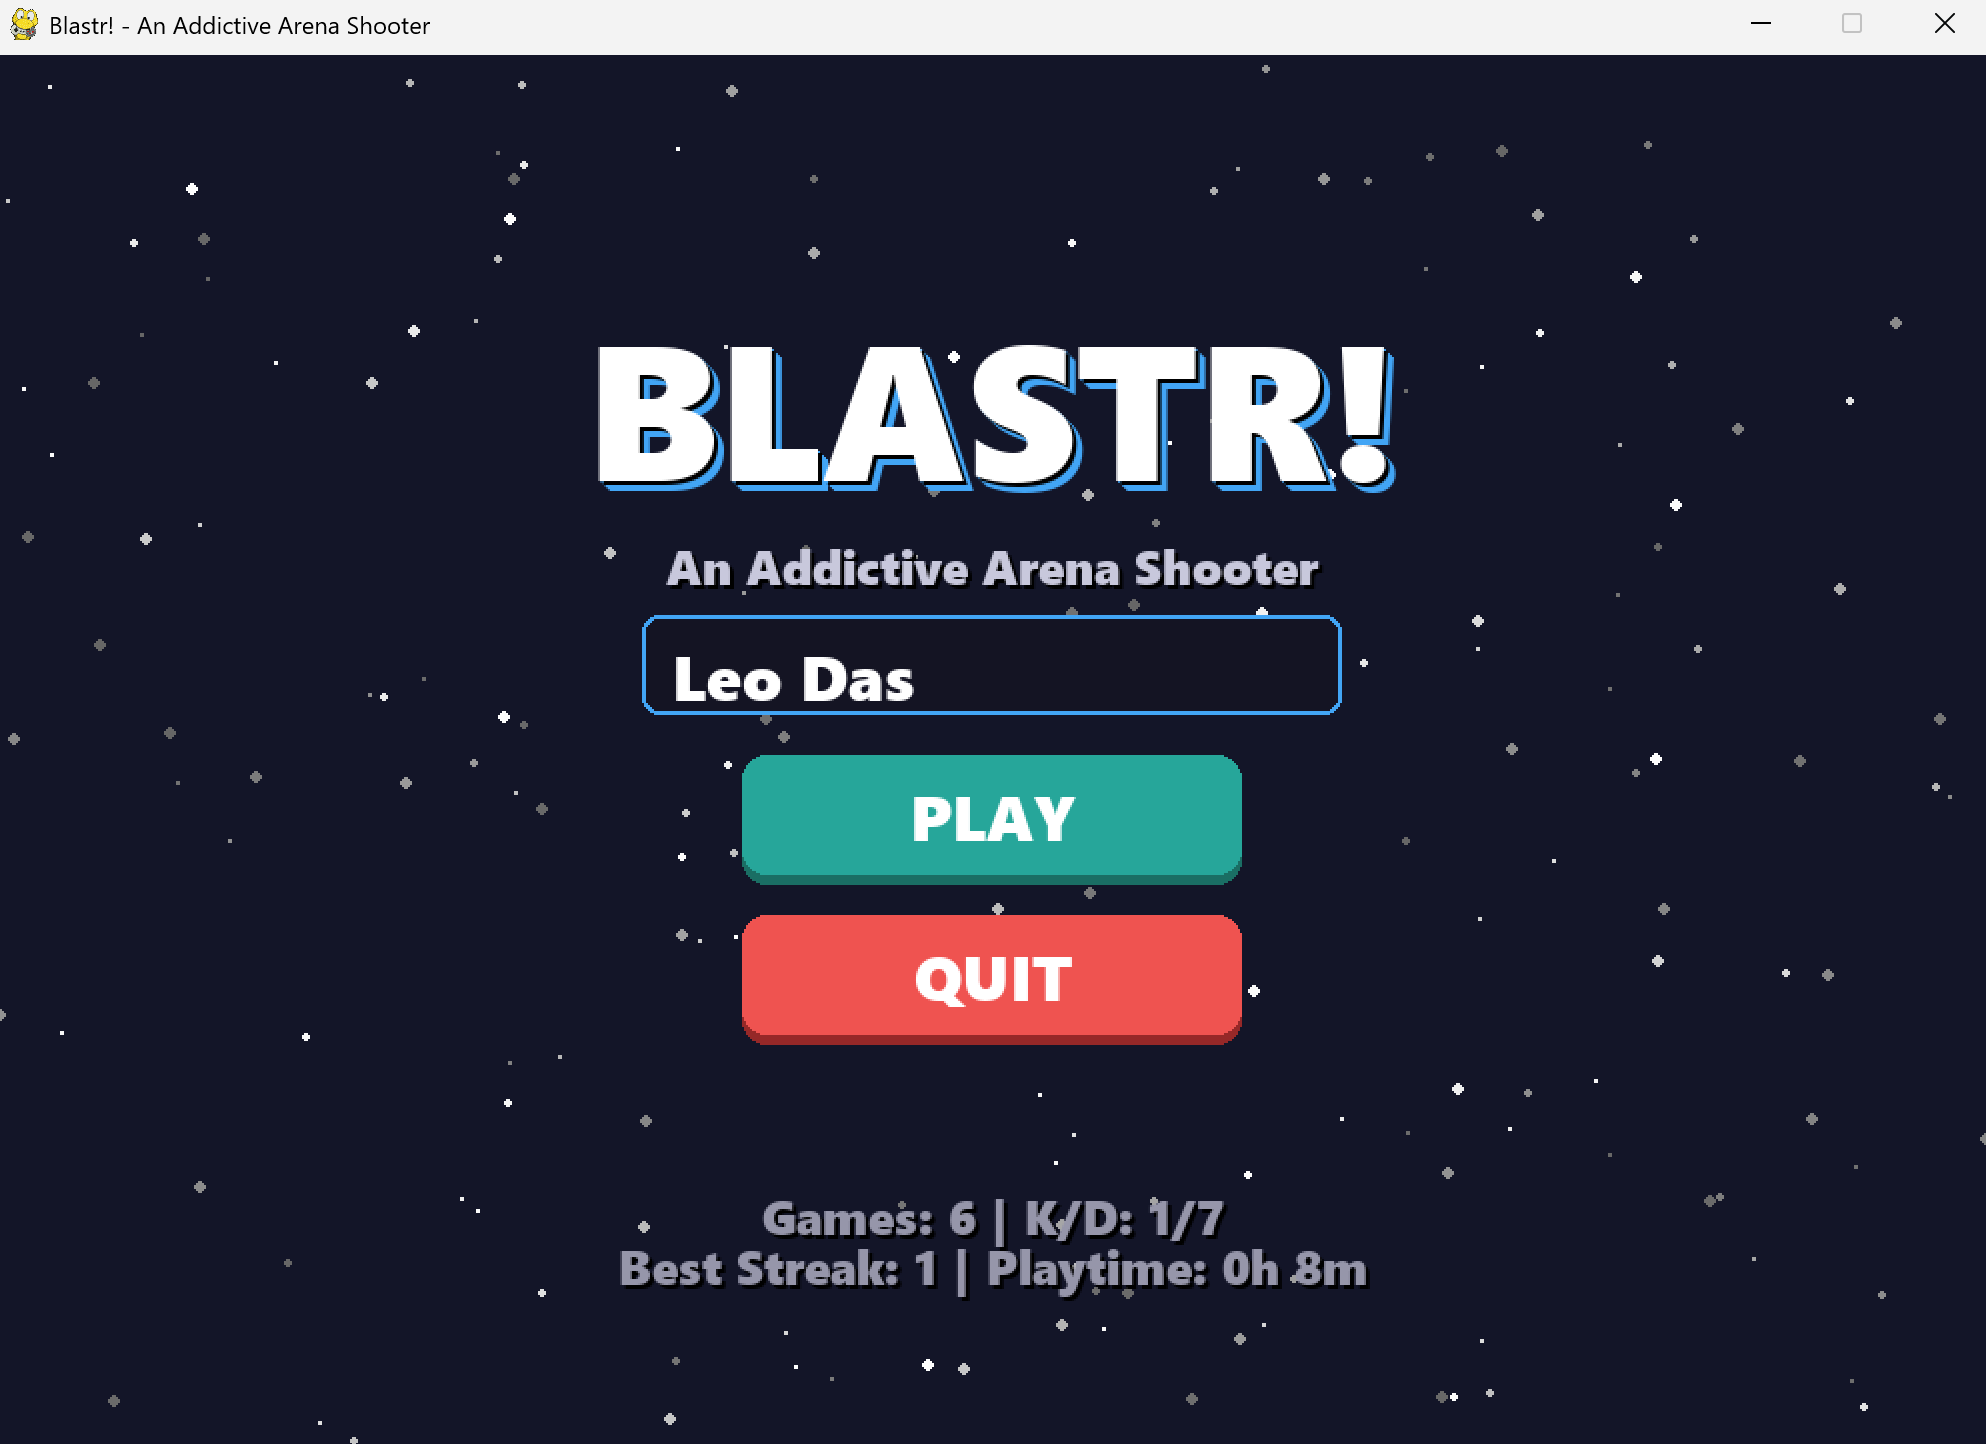 Blastr! - An Addictive Arena Shooter
BLASTR!
An Addictive Arena Shooter
Leo Das
PLAY
QUIT
Games: 6 | K/D: 1/7
Best Streak: 1 | Playtime: 0h 8m